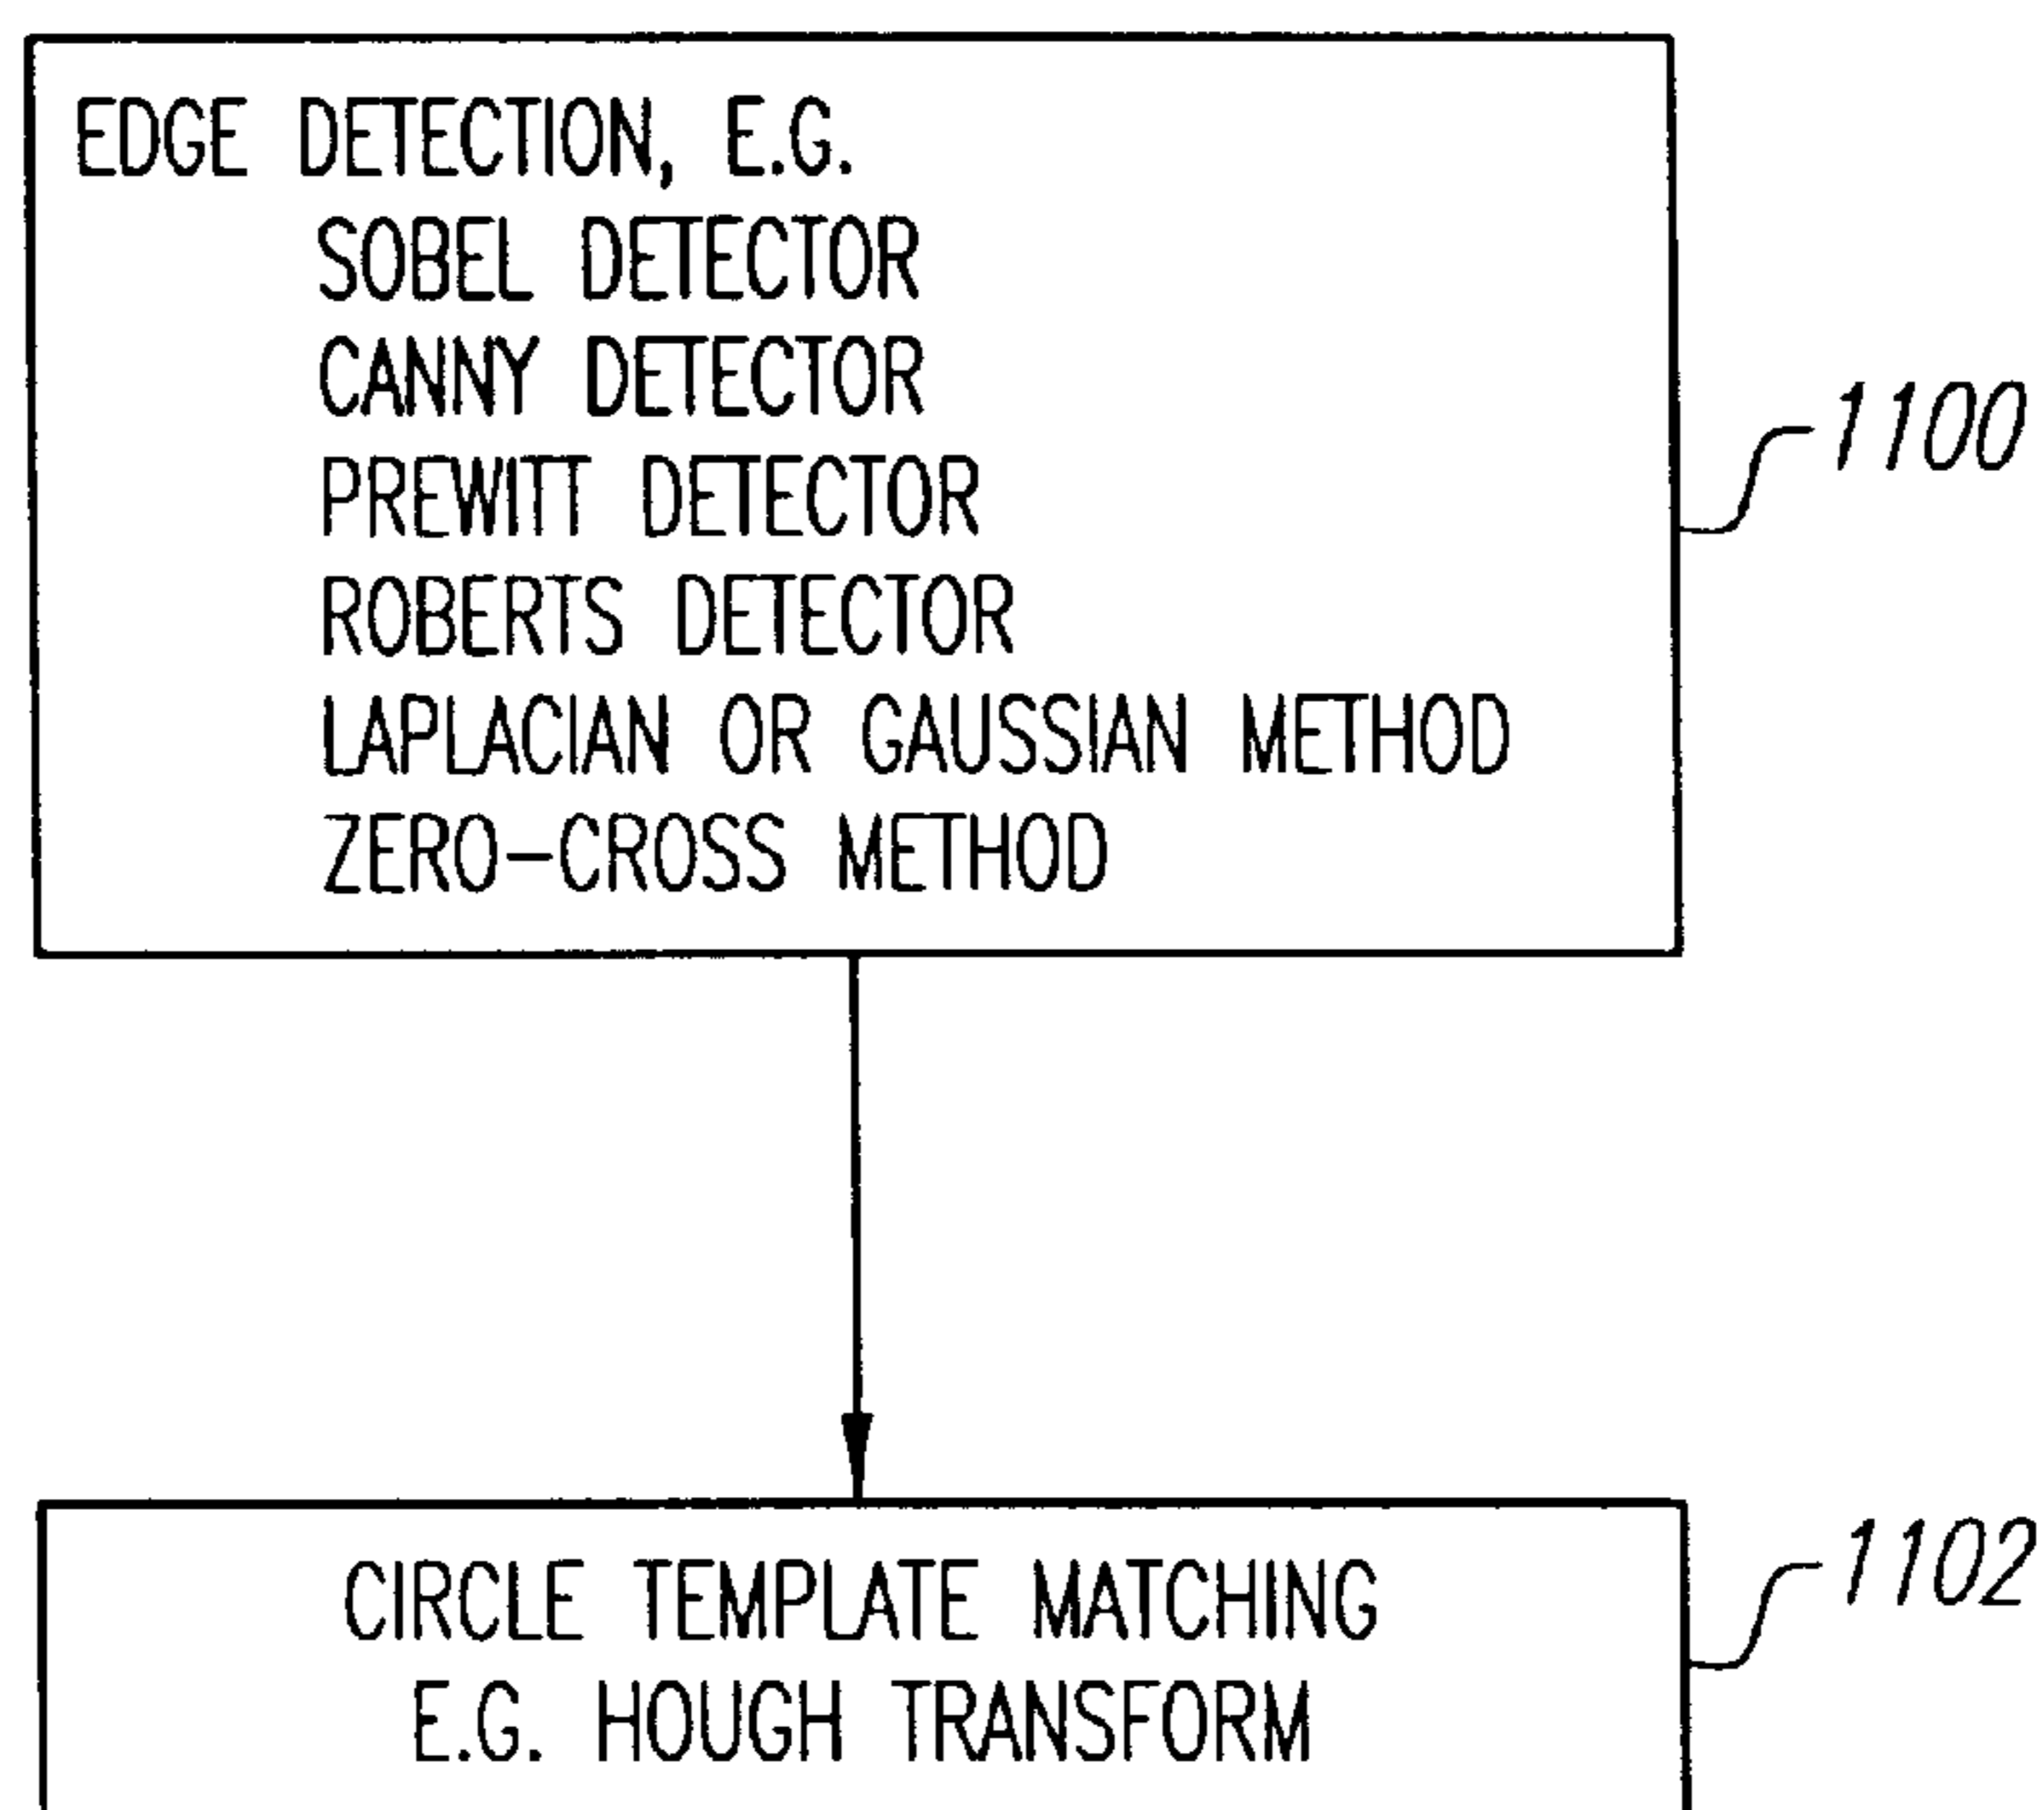 EDGE DETECTION, E.G.
SOBEL DETECTOR
CANNY DETECTOR
PREWITT DETECTOR
ROBERTS DETECTOR
LAPLACIAN OR GAUSSIAN METHOD
ZERO-CROSS METHOD
1100
CIRCLE TEMPLATE MATCHING
E.G. HOUGH TRANSFORM
1102